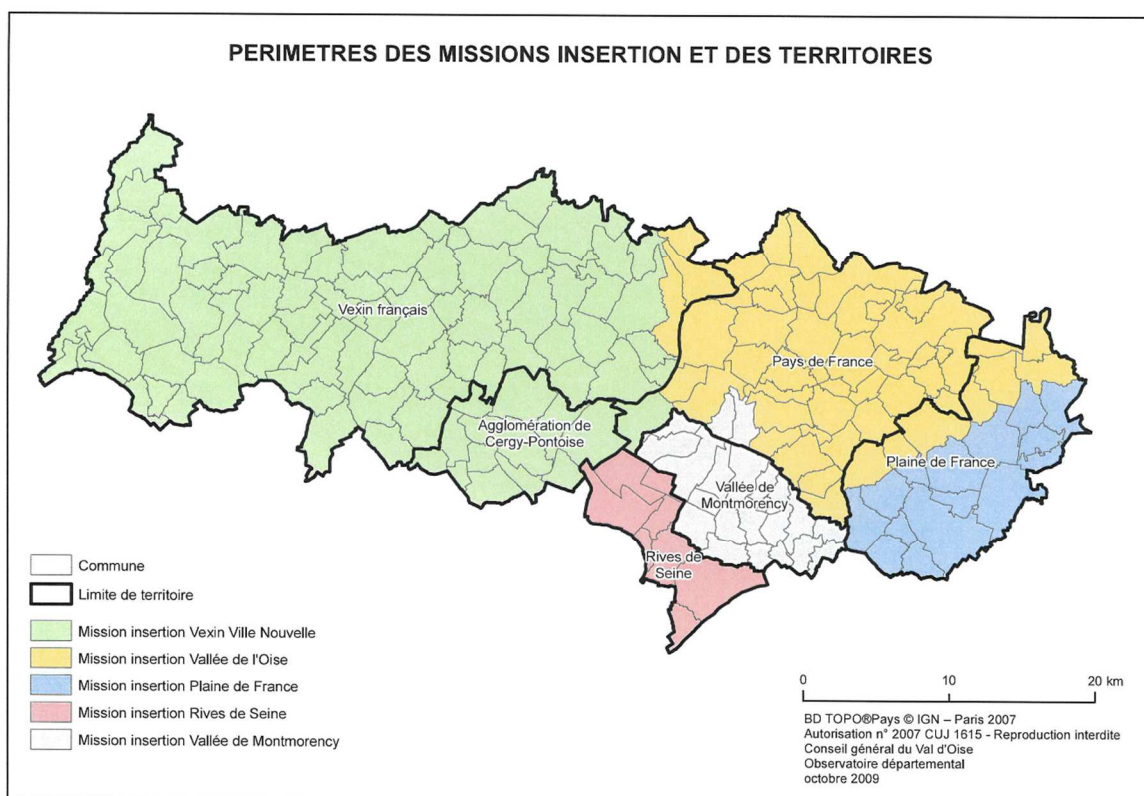 PERIMETRES DES MISSIONS INSERTION ET DES TERRITOIRES
Vexin français
Pays de France
Agglomération de
Cergy-Pontoise
Plaine de France
Vallée de
Montmorency
Rives de
Seine
Commune
Limite de territoire
Mission insertion Vexin Ville Nouvelle
Mission insertion Vallée de l'Oise
Mission insertion Plaine de France
Mission insertion Rives de Seine
Mission insertion Vallée de Montmorency
0 10 20 km
BD TOPO®Pays © IGN – Paris 2007
Autorisation n° 2007 CUJ 1615 - Reproduction interdite
Conseil général du Val d'Oise
Observatoire départemental
octobre 2009